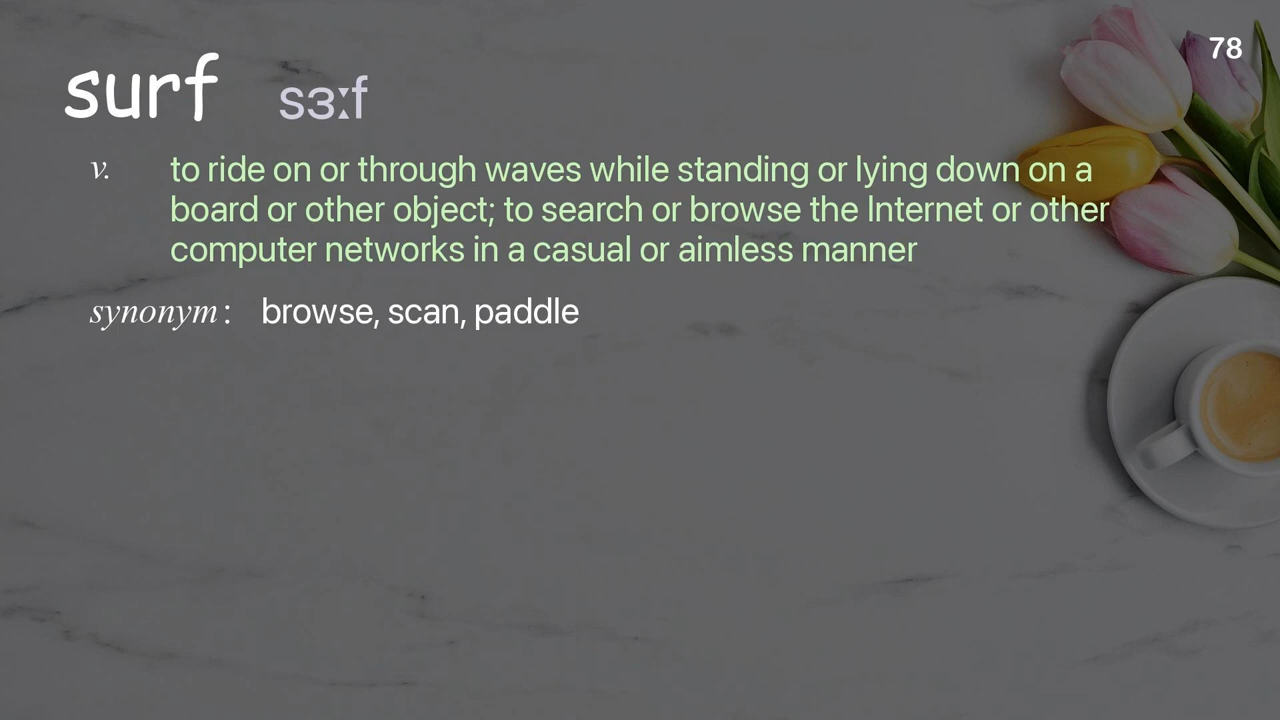 78
surf sɜːf
v. to ride on or through waves while standing or lying down on a
board or other object; to search or browse the Internet or other
computer networks in a casual or aimless manner
synonym : browse, scan, paddle